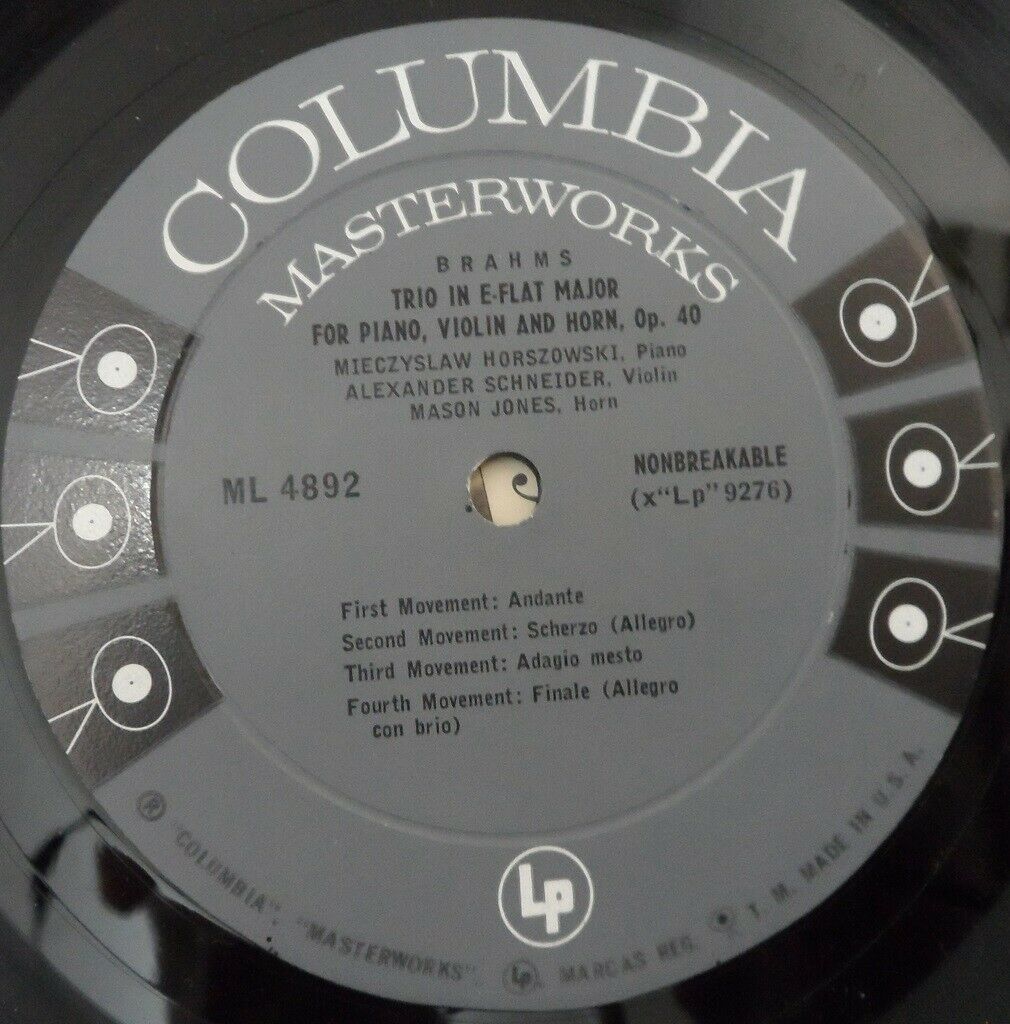 COLUMBIA
MASTERWORKS
BRAHMS
TRIO IN E-FLAT MAJOR
FOR PIANO, VIOLIN AND HORN, Op. 40
MIECZYSLAW HORSZOWSKI, Piano
ALEXANDER SCHNEIDER, Violin
MASON JONES, Horn
ML 4892
NONBREAKABLE
(x"Lp" 9276)
First Movement: Andante
Second Movement: Scherzo (Allegro)
Third Movement: Adagio mesto
Fourth Movement: Finale (Allegro
con brio)
Lp
® "COLUMBIA", "MASTERWORKS", Lp MARCAS REG. T. M. MADE IN U.S.A.